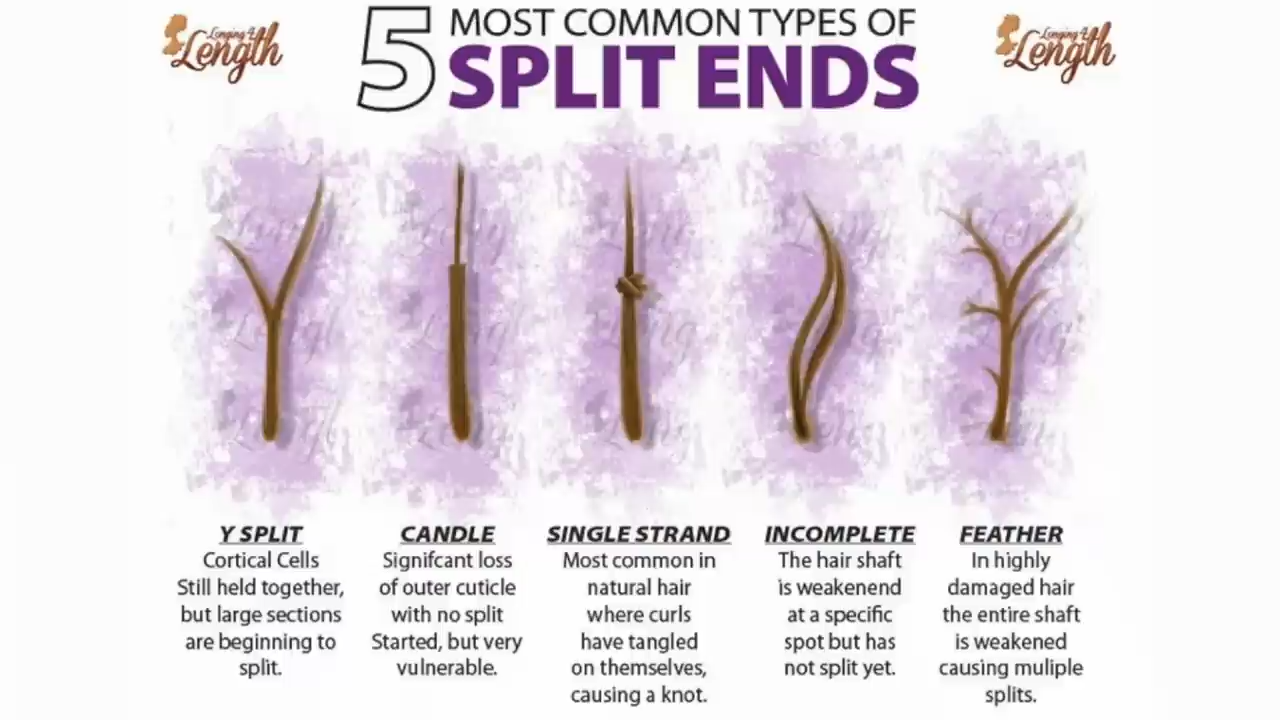 Longing 4
Length
5
MOST COMMON TYPES OF
SPLIT ENDS
Longing 4
Length
Y SPLIT
Cortical Cells
Still held together,
but large sections
are beginning to
split.
CANDLE
Signifcant loss
of outer cuticle
with no split
Started, but very
vulnerable.
SINGLE STRAND
Most common in
natural hair
where curls
have tangled
on themselves,
causing a knot.
INCOMPLETE
The hair shaft
is weakenend
at a specific
spot but has
not split yet.
FEATHER
In highly
damaged hair
the entire shaft
is weakened
causing muliple
splits.